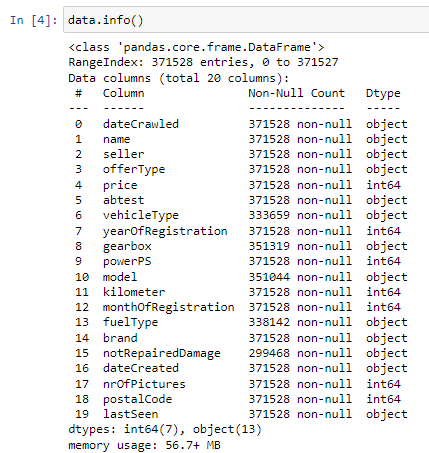 In [4]: data.info()
<class 'pandas.core.frame.DataFrame'>
RangeIndex: 371528 entries, 0 to 371527
Data columns (total 20 columns):
 #   Column               Non-Null Count   Dtype
---  ------               --------------   -----
 0   dateCrawled          371528 non-null  object
 1   name                 371528 non-null  object
 2   seller               371528 non-null  object
 3   offerType            371528 non-null  object
 4   price                371528 non-null  int64
 5   abtest               371528 non-null  object
 6   vehicleType          333659 non-null  object
 7   yearOfRegistration   371528 non-null  int64
 8   gearbox              351319 non-null  object
 9   powerPS              371528 non-null  int64
 10  model                351044 non-null  object
 11  kilometer            371528 non-null  int64
 12  monthOfRegistration  371528 non-null  int64
 13  fuelType             338142 non-null  object
 14  brand                371528 non-null  object
 15  notRepairedDamage    299468 non-null  object
 16  dateCreated          371528 non-null  object
 17  nrOfPictures         371528 non-null  int64
 18  postalCode           371528 non-null  int64
 19  lastSeen             371528 non-null  object
dtypes: int64(7), object(13)
memory usage: 56.7+ MB